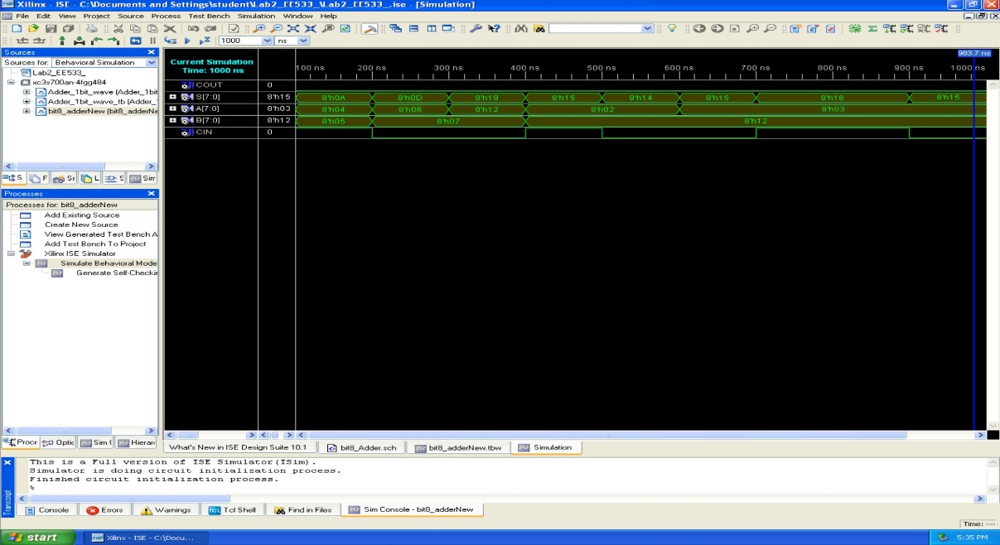 Xilinx - ISE - C:\Documents and Settings\student\Lab2_EE533_\Lab2_EE533_.ise - [Simulation]
File Edit View Project Source Process Test Bench Simulation Window Help
1000 ns
Sources
Sources for: Behavioral Simulation
Lab2_EE533_
xc3s700an-4fgg484
Adder_1bit_wave (Adder_1bit
Adder_1bit_wave_tb (Adder_
bit8_adderNew (bit8_adderNe
S F Sr L S Sim
Processes
Processes for: bit8_adderNew
Add Existing Source
Create New Source
View Generated Test Bench A
Add Test Bench To Project
Xilinx ISE Simulator
Simulate Behavioral Mode
Generate Self-Checkin
Proce Optic Sim ( Hierar
983.7 ns
Current Simulation
Time: 1000 ns
100 ns 200 ns 300 ns 400 ns 500 ns 600 ns 700 ns 800 ns 900 ns 1000 ns
COUT 0
S[7:0] 8'h15 8'h0A 8'h0D 8'h19 8'h15 8'h14 8'h15 8'h16 8'h15
A[7:0] 8'h03 8'h04 8'h06 8'h12 8'h02 8'h03
B[7:0] 8'h12 8'h05 8'h07 8'h12
CIN 0
What's New in ISE Design Suite 10.1 bit8_Adder.sch bit8_adderNew.tbw Simulation
This is a Full version of ISE Simulator(ISim).
Simulator is doing circuit initialization process.
Finished circuit initialization process.
%
Transcript
Console Errors Warnings Tcl Shell Find in Files Sim Console - bit8_adderNew
Time: ---
start Xilinx - ISE - C:\Docu... 5:35 PM